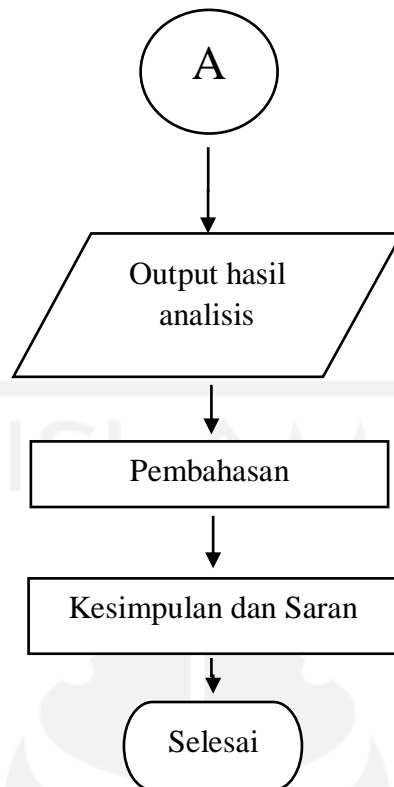 A
Output hasil
analisis
Pembahasan
Kesimpulan dan Saran
Selesai